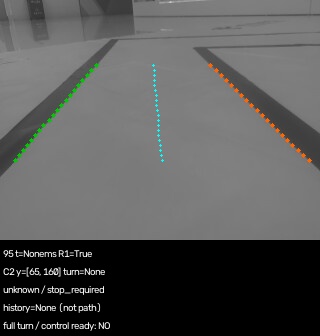 95 t=Nonems R1=True
C2 y=[65, 160] turn=None
unknown / stop_required
history=None (not path)
full turn / control ready: NO